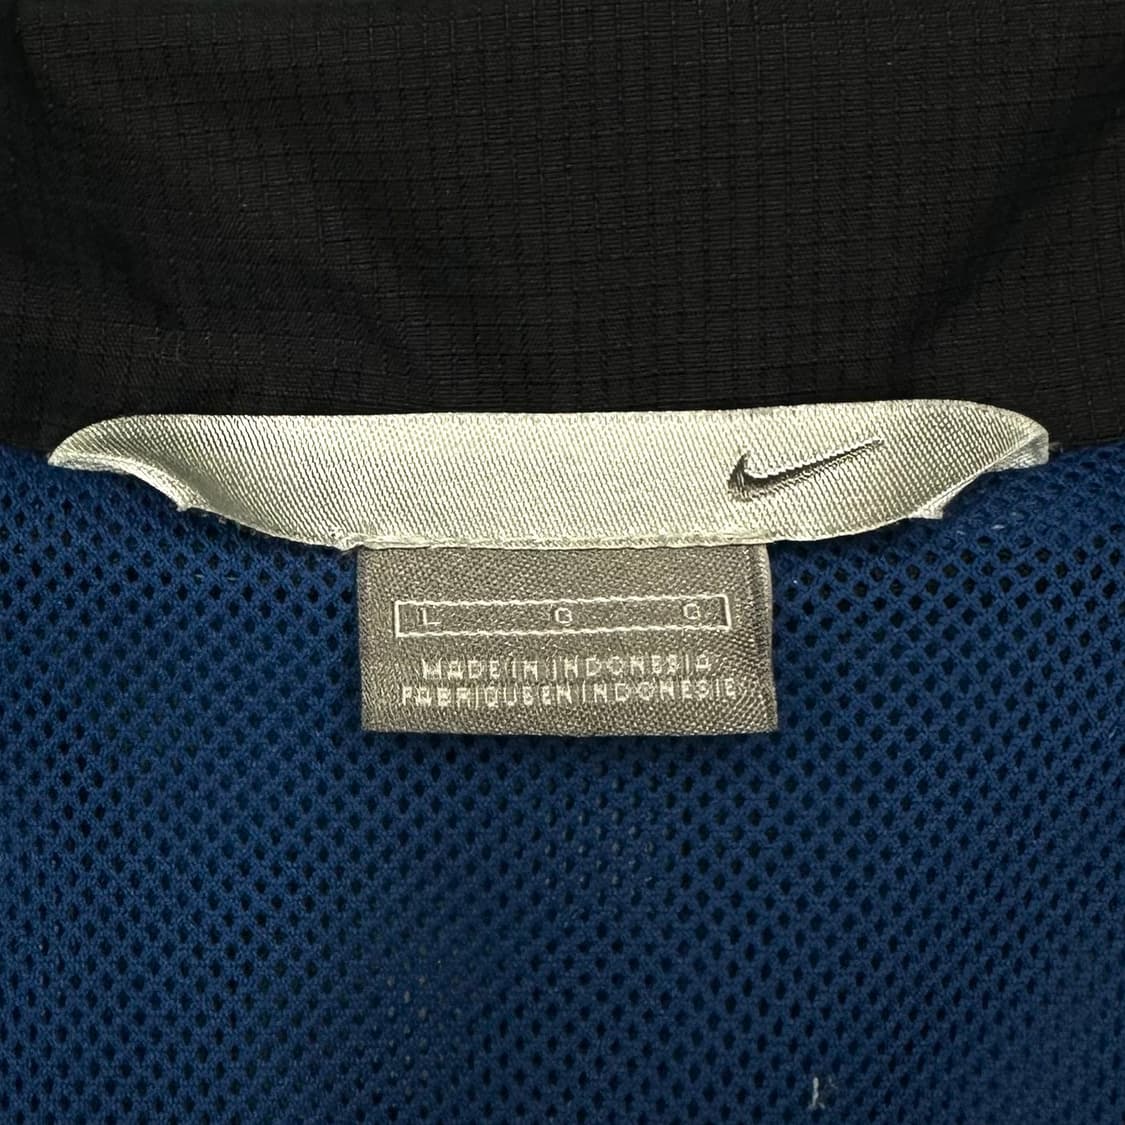 L G G
MADE IN INDONESIA
FABRIQUE EN INDONESIE